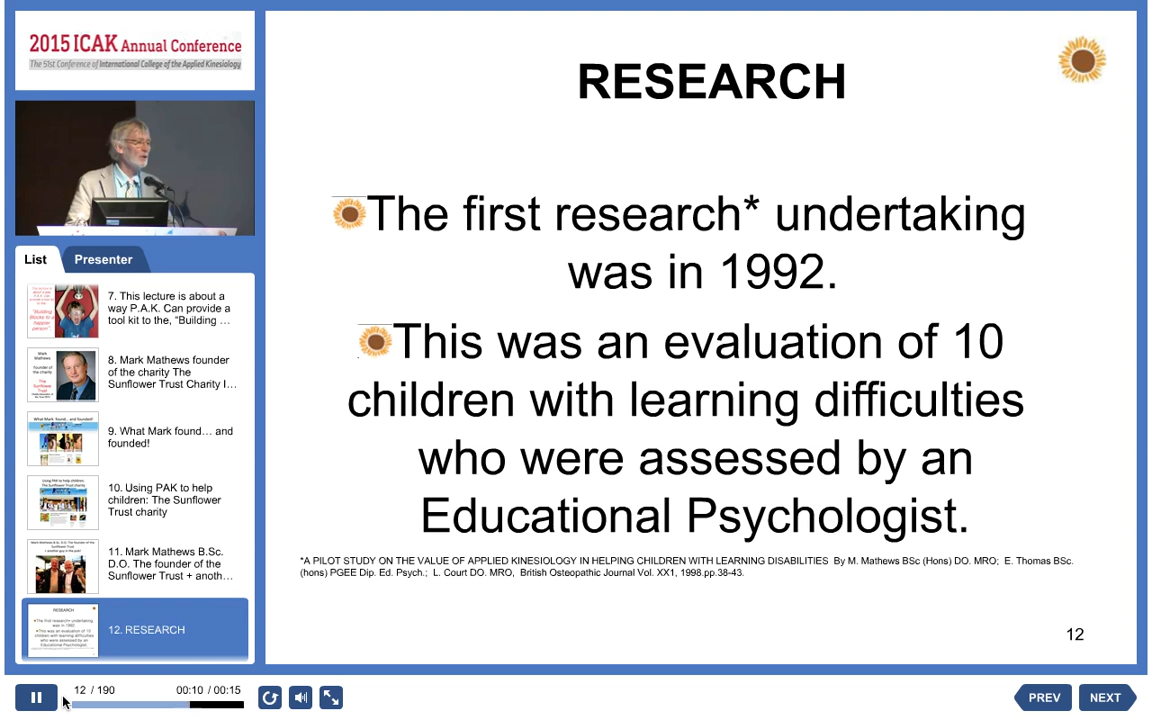 2015 ICAK Annual Conference
The 51st Conference of International College of the Applied Kinesiology
List
Presenter
7. This lecture is about a
way P.A.K. Can provide a
tool kit to the, “Building ...
8. Mark Mathews founder
of the charity The
Sunflower Trust Charity I...
9. What Mark found... and
founded!
10. Using PAK to help
children: The Sunflower
Trust charity
11. Mark Mathews B.Sc.
D.O. The founder of the
Sunflower Trust + anoth...
12. RESEARCH
RESEARCH
The first research* undertaking
was in 1992.
This was an evaluation of 10
children with learning difficulties
who were assessed by an
Educational Psychologist.
*A PILOT STUDY ON THE VALUE OF APPLIED KINESIOLOGY IN HELPING CHILDREN WITH LEARNING DISABILITIES By M. Mathews BSc (Hons) DO. MRO; E. Thomas BSc.
(hons) PGEE Dip. Ed. Psych.; L. Court DO. MRO, British Osteopathic Journal Vol. XX1, 1998.pp.38-43.
12
12 / 190
00:10 / 00:15
PREV
NEXT